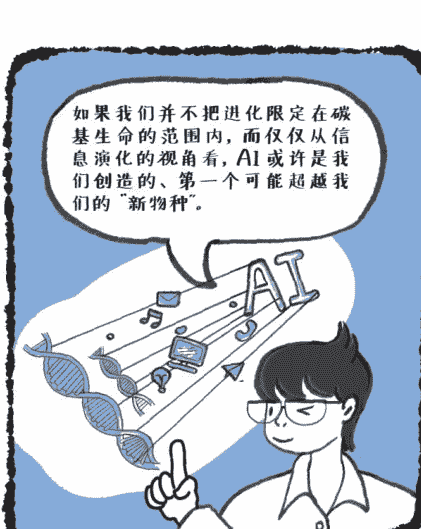 如果我们并不把进化限定在碳
基生命的范围内，而仅仅从信
息演化的视角看，AI或许是我
们创造的、第一个可能超越我
们的“新物种”。
AI